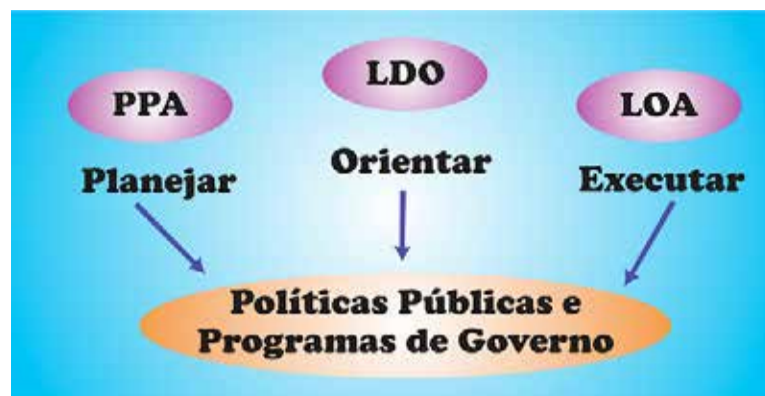 PPA
Planejar
LDO
Orientar
LOA
Executar
Políticas Públicas e
Programas de Governo